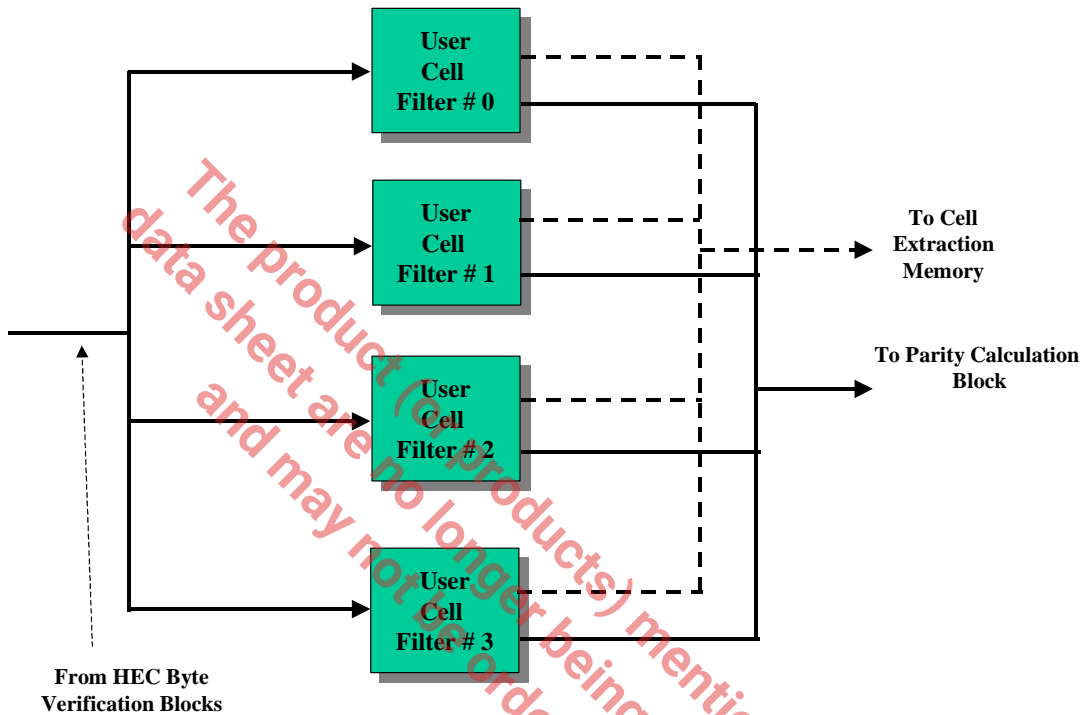 User
Cell
Filter # 0
User
Cell
Filter # 1
User
Cell
Filter # 2
User
Cell
Filter # 3
To Cell
Extraction
Memory
To Parity Calculation
Block
From HEC Byte
Verification Blocks
The product (or products) mentio
data sheet are no longer being
and may not be orde